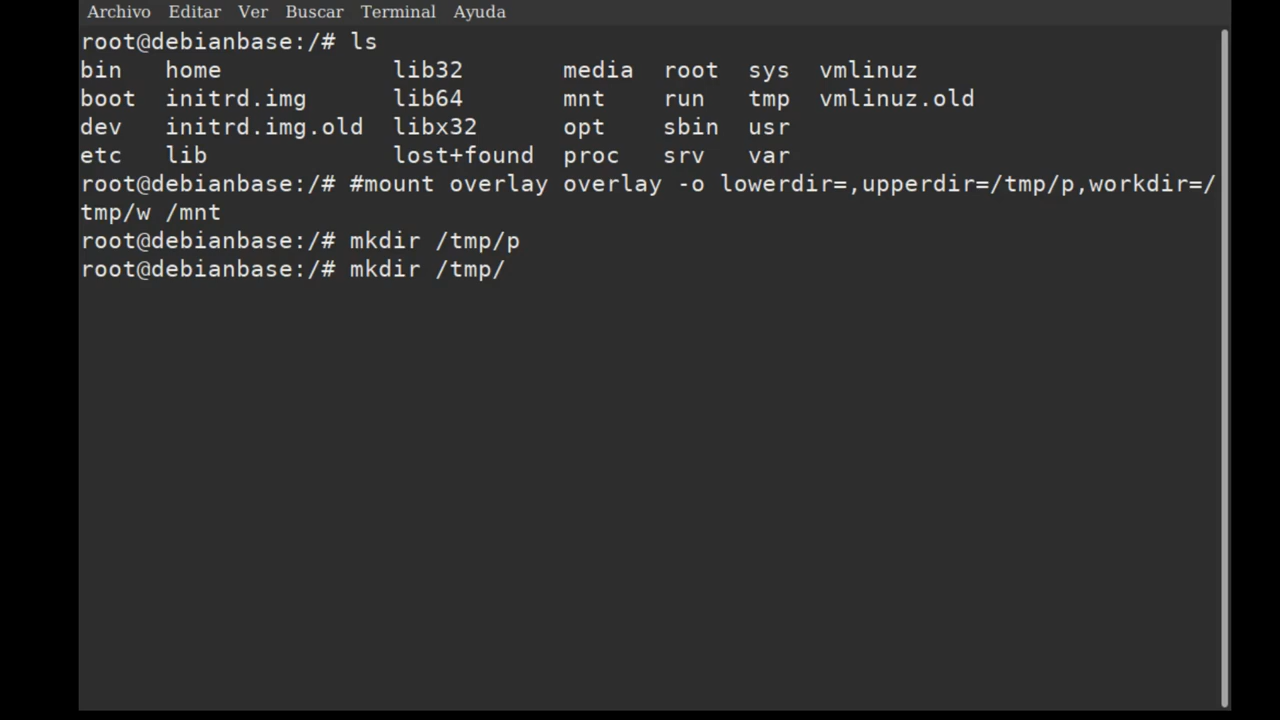 Archivo Editar Ver Buscar Terminal Ayuda
root@debianbase:/# ls
bin home lib32 media root sys vmlinuz
boot initrd.img lib64 mnt run tmp vmlinuz.old
dev initrd.img.old libx32 opt sbin usr
etc lib lost+found proc srv var
root@debianbase:/# #mount overlay overlay -o lowerdir=,upperdir=/tmp/p,workdir=/
tmp/w /mnt
root@debianbase:/# mkdir /tmp/p
root@debianbase:/# mkdir /tmp/